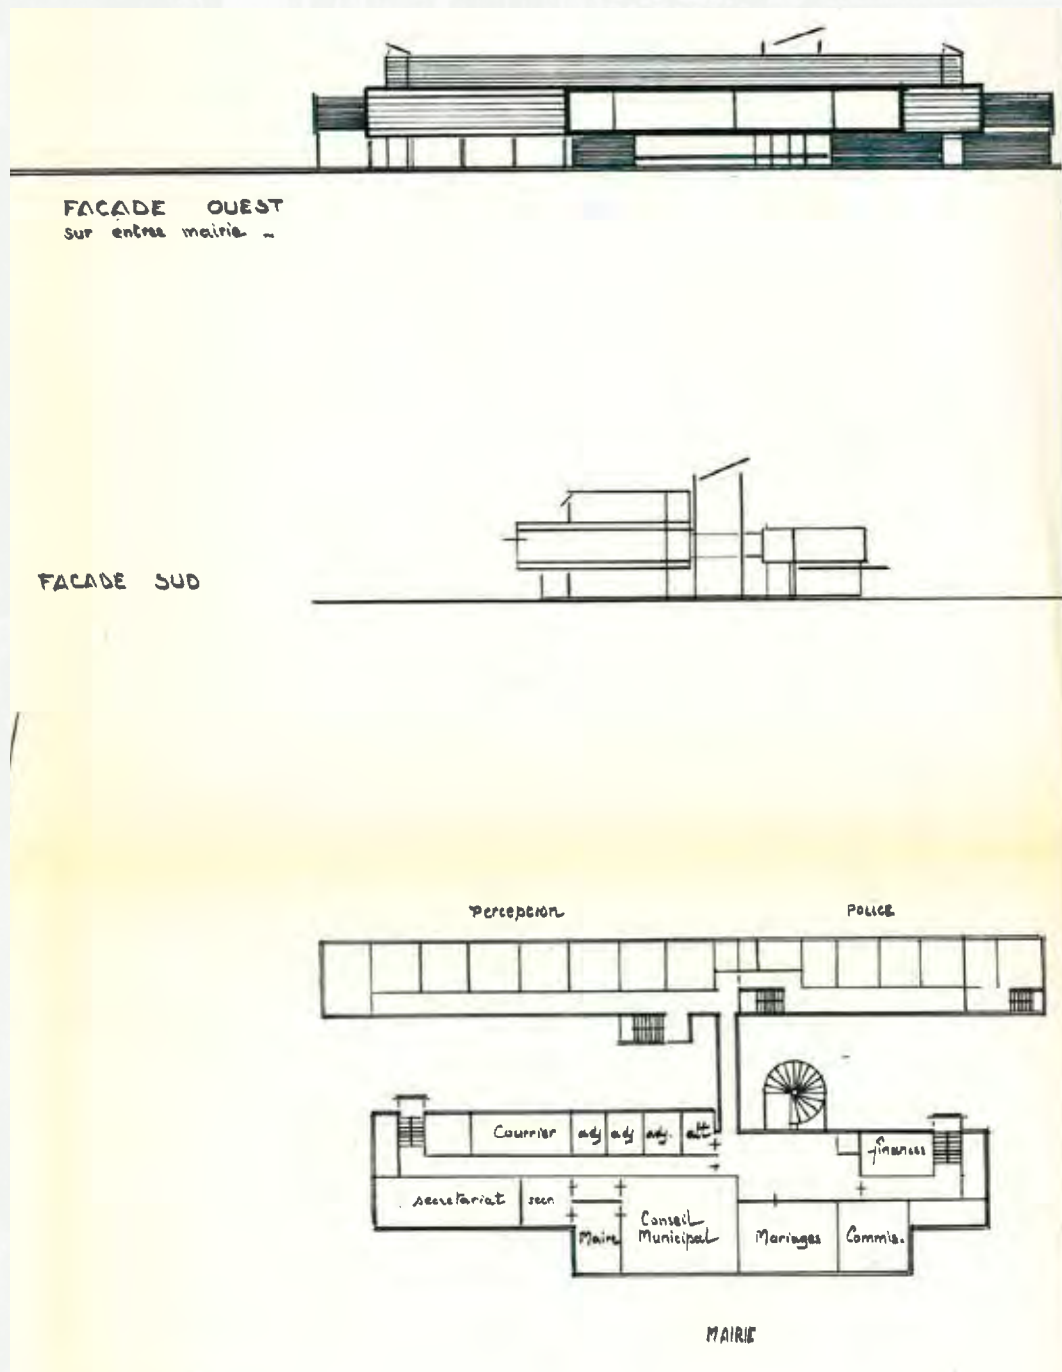 FACADE OUEST
sur entree mairie -
FACADE SUD
Perception
POLICE
Courrier
adj
adj
adj.
att
finances
secretariat
secr.
Maire
Conseil
Municipal
Mariages
Commis.
MAIRIE